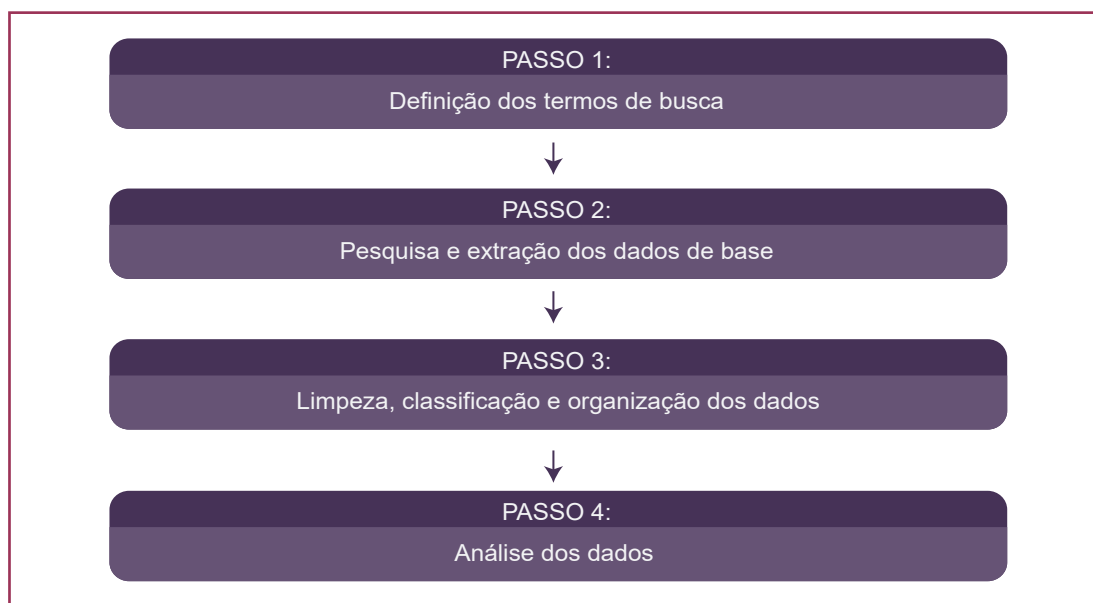 PASSO 1:
Definição dos termos de busca
PASSO 2:
Pesquisa e extração dos dados de base
PASSO 3:
Limpeza, classificação e organização dos dados
PASSO 4:
Análise dos dados